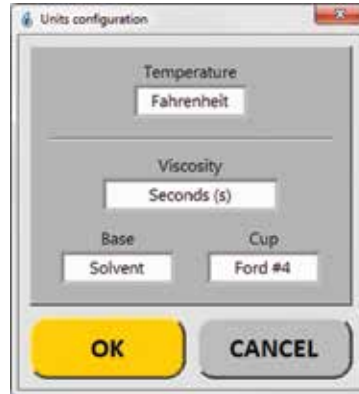 Units configuration
Temperature
Fahrenheit
Viscosity
Seconds (s)
Base Cup
Solvent Ford #4
OK CANCEL